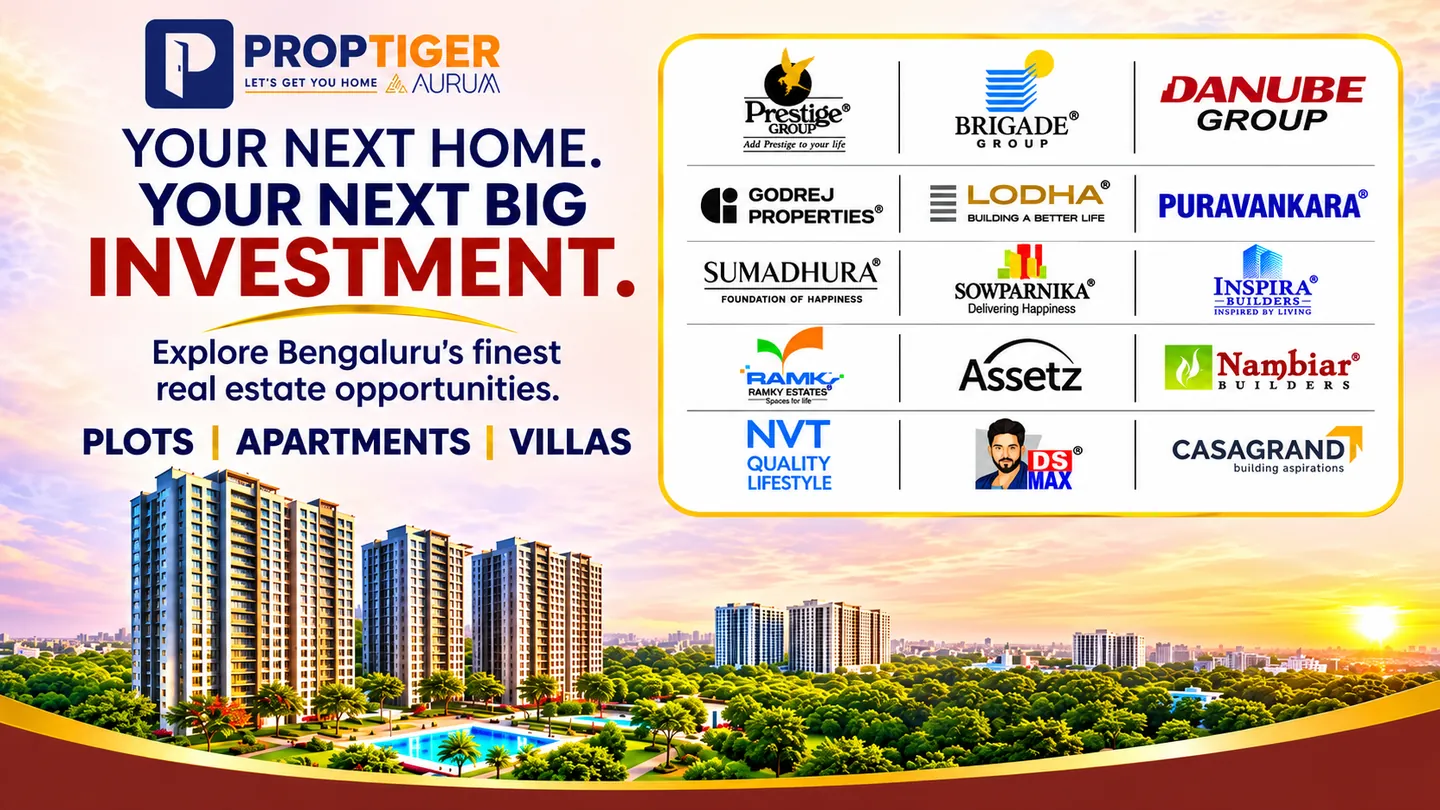 PROPTIGER
LET'S GET YOU HOME AURUM
YOUR NEXT HOME.
YOUR NEXT BIG
INVESTMENT.
Explore Bengaluru's finest
real estate opportunities.
PLOTS | APARTMENTS | VILLAS
Prestige®
GROUP
Add Prestige to your life
BRIGADE®
GROUP
DANUBE
GROUP
GODREJ
PROPERTIES®
LODHA®
BUILDING A BETTER LIFE
PURAVANKARA®
SUMADHURA®
FOUNDATION OF HAPPINESS
SOWPARNIKA®
Delivering Happiness
INSPIRA®
BUILDERS
INSPIRED BY LIVING
RAMKY
RAMKY ESTATES®
Spaces for life
Assetz
Nambiar®
BUILDERS
NVT
QUALITY
LIFESTYLE
DS®
MAX
CASAGRAND
building aspirations